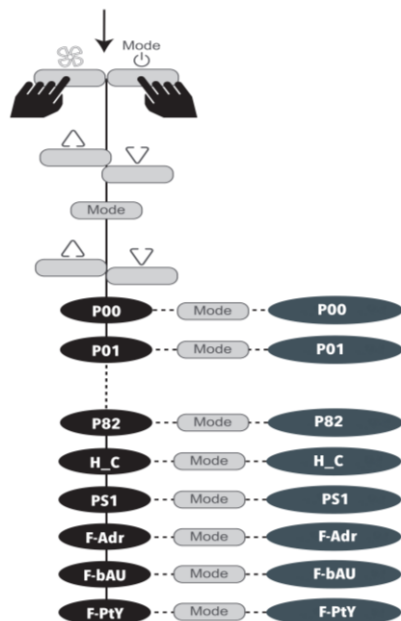 Mode
Mode
P00 Mode P00
P01 Mode P01
P82 Mode P82
H_C Mode H_C
PS1 Mode PS1
F-Adr Mode F-Adr
F-bAU Mode F-bAU
F-PtY Mode F-PtY